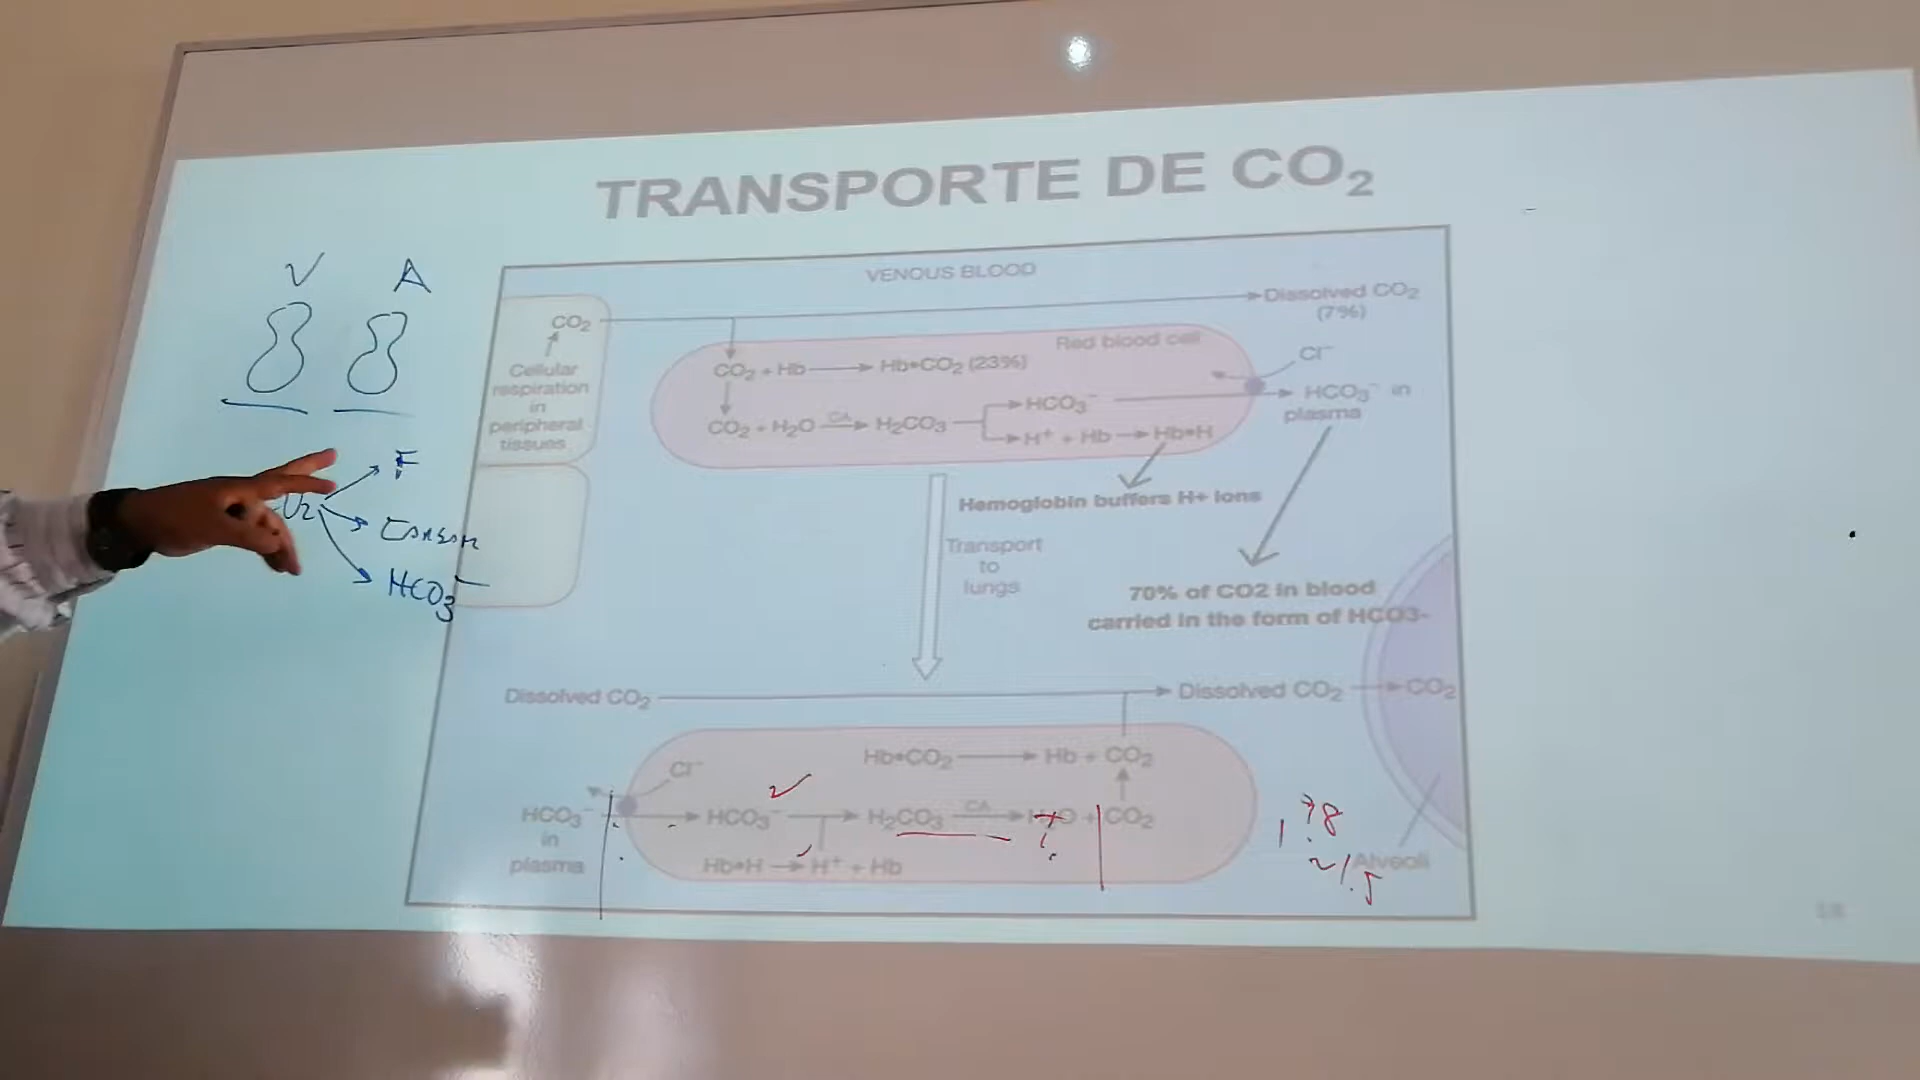 TRANSPORTE DE CO₂
V A
VENOUS BLOOD
CO₂
Dissolved CO₂
(7%)
Cellular
respiration
in
peripheral
tissues
Red blood cell
Cl⁻
CO₂ + Hb → Hb•CO₂ (23%)
HCO₃⁻ in
plasma
CO₂ + H₂O CA → H₂CO₃ → HCO₃⁻
→ H⁺ + Hb → Hb•H
F
HCO₃⁻
Hemoglobin buffers H+ ions
Transport
to
lungs
70% of CO2 in blood
carried in the form of HCO3-
Dissolved CO₂ → Dissolved CO₂ → CO₂
Hb•CO₂ → Hb + CO₂
Cl⁻
HCO₃⁻
in
plasma
→ HCO₃⁻ → H₂CO₃ CA → H₂O + CO₂
Hb•H → H⁺ + Hb
Alveoli